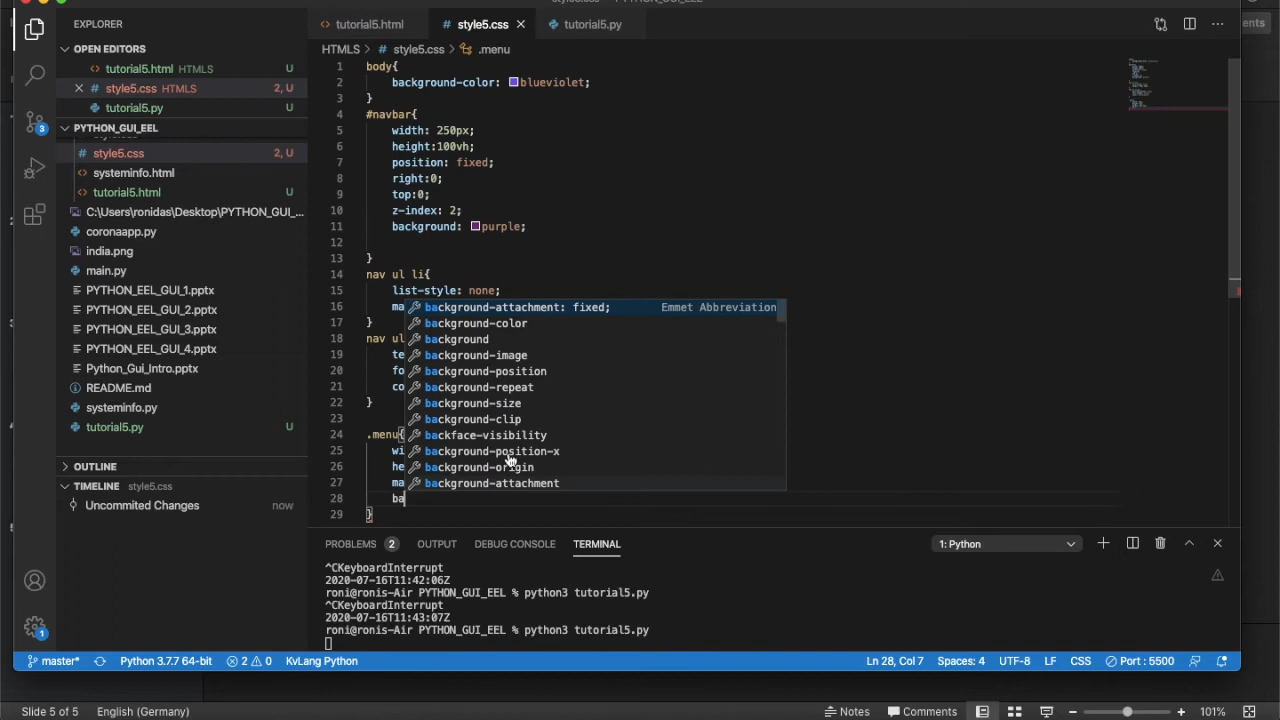 EXPLORER
OPEN EDITORS
tutorial5.html HTMLS U
style5.css HTMLS 2, U
tutorial5.py U
PYTHON_GUI_EEL
style5.css 2, U
systeminfo.html
tutorial5.html U
C:\Users\ronidas\Desktop\PYTHON_GUI_...
coronaapp.py
india.png
main.py
PYTHON_EEL_GUI_1.pptx
PYTHON_EEL_GUI_2.pptx
PYTHON_EEL_GUI_3.pptx
PYTHON_EEL_GUI_4.pptx
Python_Gui_Intro.pptx
README.md
systeminfo.py
tutorial5.py U
OUTLINE
TIMELINE style5.css
Uncommited Changes now
3
1
tutorial5.html style5.css tutorial5.py
HTMLS > style5.css > .menu
1 body{
2 background-color: blueviolet;
3 }
4 #navbar{
5 width: 250px;
6 height:100vh;
7 position: fixed;
8 right:0;
9 top:0;
10 z-index: 2;
11 background: purple;
12
13 }
14 nav ul li{
15 list-style: none;
16 ma
17 }
18 nav ul
19 te
20 fo
21 co
22 }
23
24 .menu{
25 wi
26 he
27 ma
28 ba
29 }
background-attachment: fixed; Emmet Abbreviation
background-color
background
background-image
background-position
background-repeat
background-size
background-clip
backface-visibility
background-position-x
background-origin
background-attachment
PROBLEMS 2 OUTPUT DEBUG CONSOLE TERMINAL 1: Python
^CKeyboardInterrupt
2020-07-16T11:42:06Z
roni@ronis-Air PYTHON_GUI_EEL % python3 tutorial5.py
^CKeyboardInterrupt
2020-07-16T11:43:07Z
roni@ronis-Air PYTHON_GUI_EEL % python3 tutorial5.py
master* Python 3.7.7 64-bit 2 0 KvLang Python Ln 28, Col 7 Spaces: 4 UTF-8 LF CSS Port : 5500
Slide 5 of 5 English (Germany) Notes Comments 101%